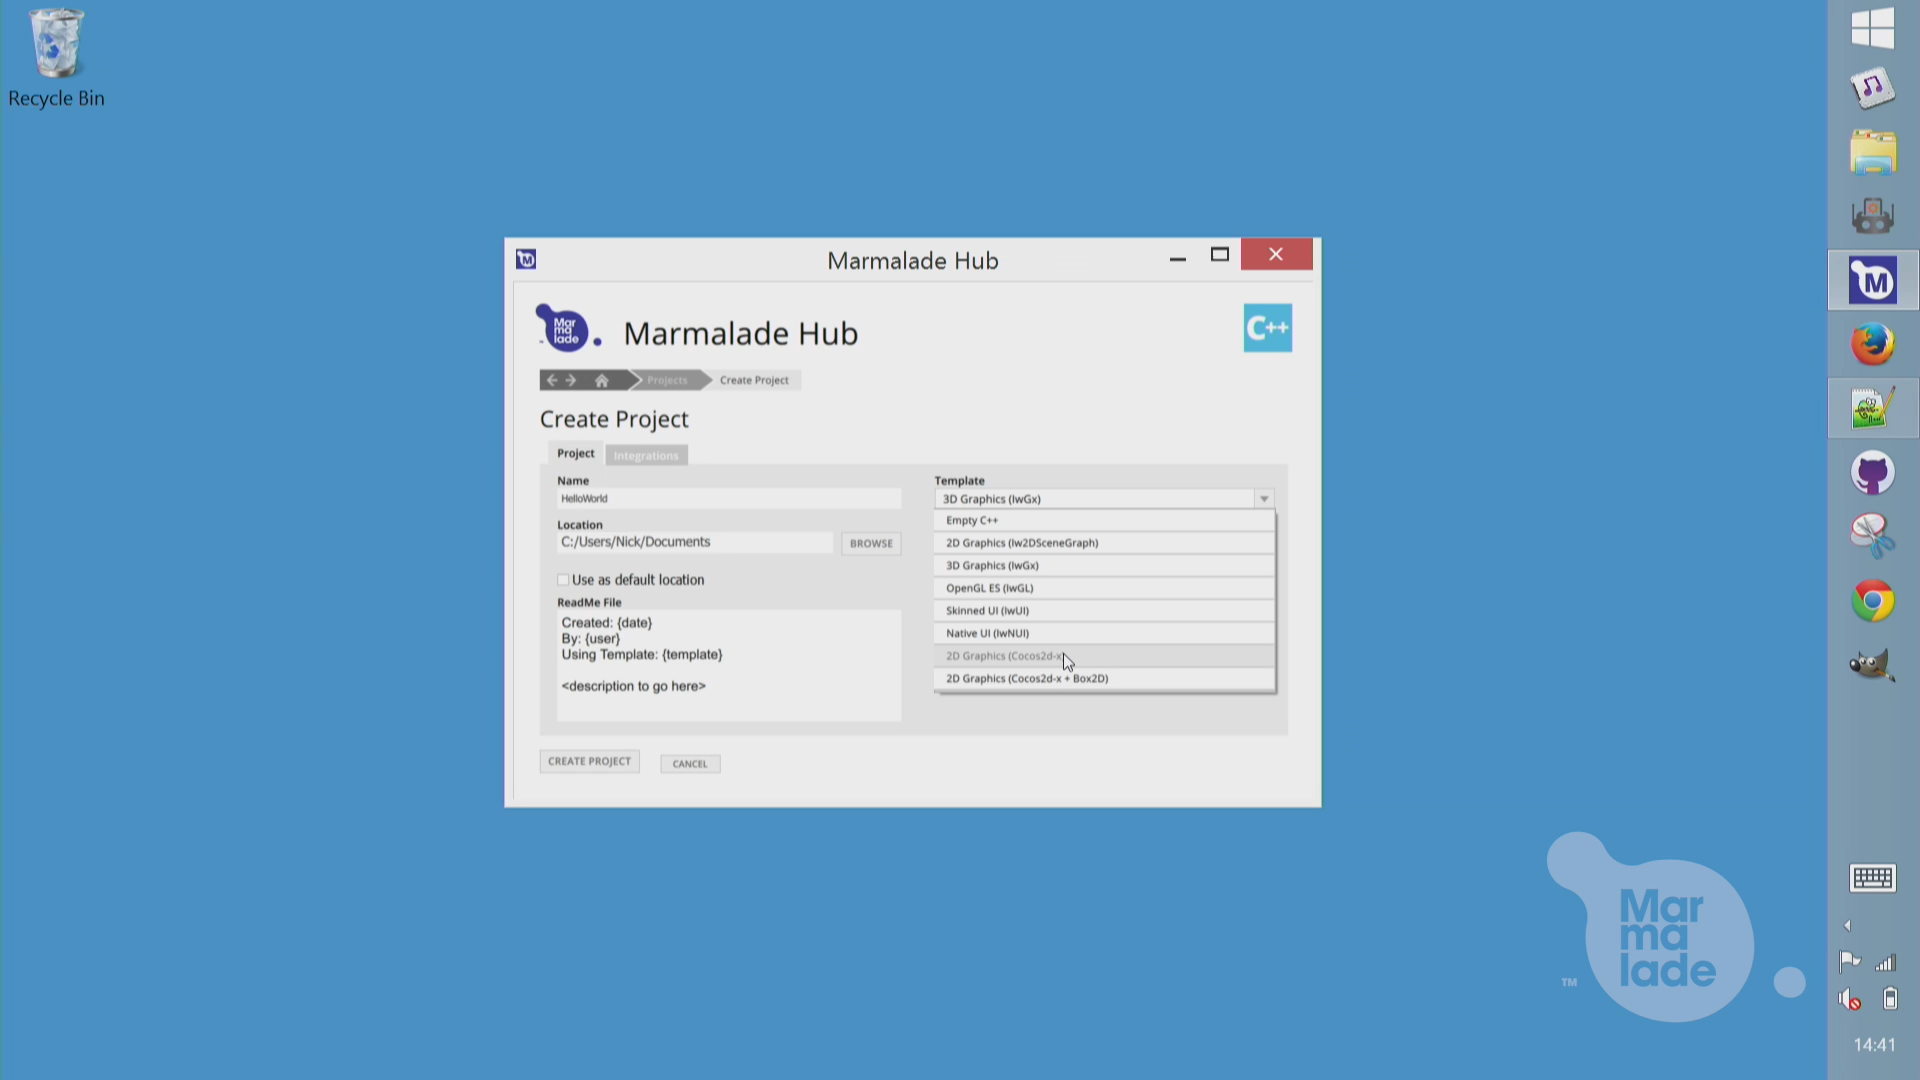 Recycle Bin
Marmalade Hub
Mar
ma
lade
Marmalade Hub
C++
Projects
Create Project
Create Project
Project
Integrations
Name
HelloWorld
Location
C:/Users/Nick/Documents
BROWSE
Use as default location
ReadMe File
Created: {date}
By: {user}
Using Template: {template}
<description to go here>
Template
3D Graphics (IwGx)
Empty C++
2D Graphics (Iw2DSceneGraph)
3D Graphics (IwGx)
OpenGL ES (IwGL)
Skinned UI (IwUI)
Native UI (IwNUI)
2D Graphics (Cocos2d-x)
2D Graphics (Cocos2d-x + Box2D)
CREATE PROJECT
CANCEL
M
Mar
ma
lade
TM
14:41